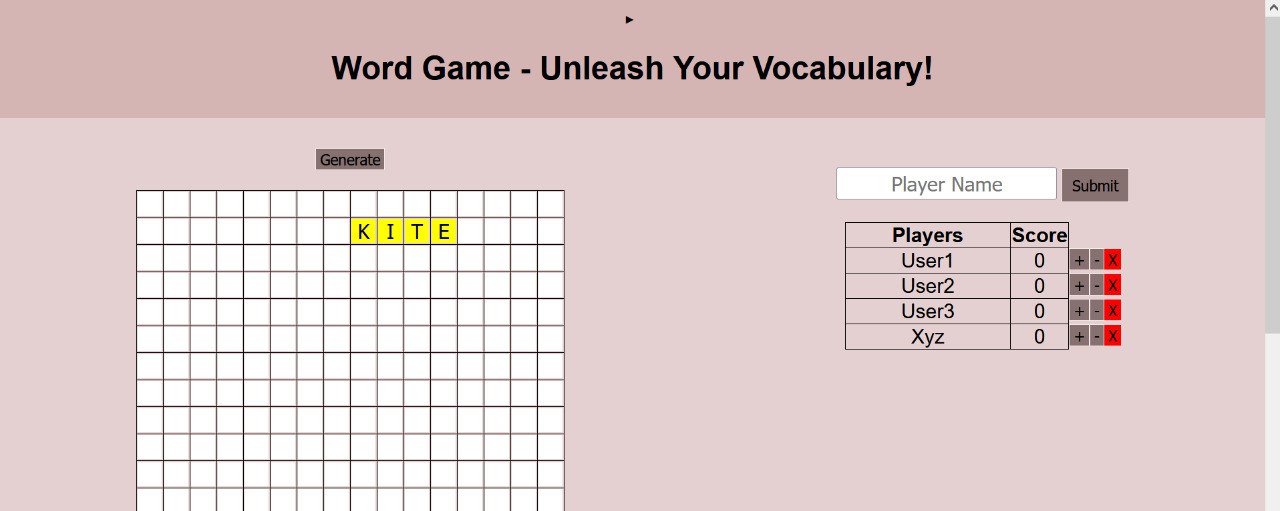 Word Game - Unleash Your Vocabulary!
Generate
K I T E
Player Name
Submit
Players Score
User1 0 + - X
User2 0 + - X
User3 0 + - X
Xyz 0 + - X